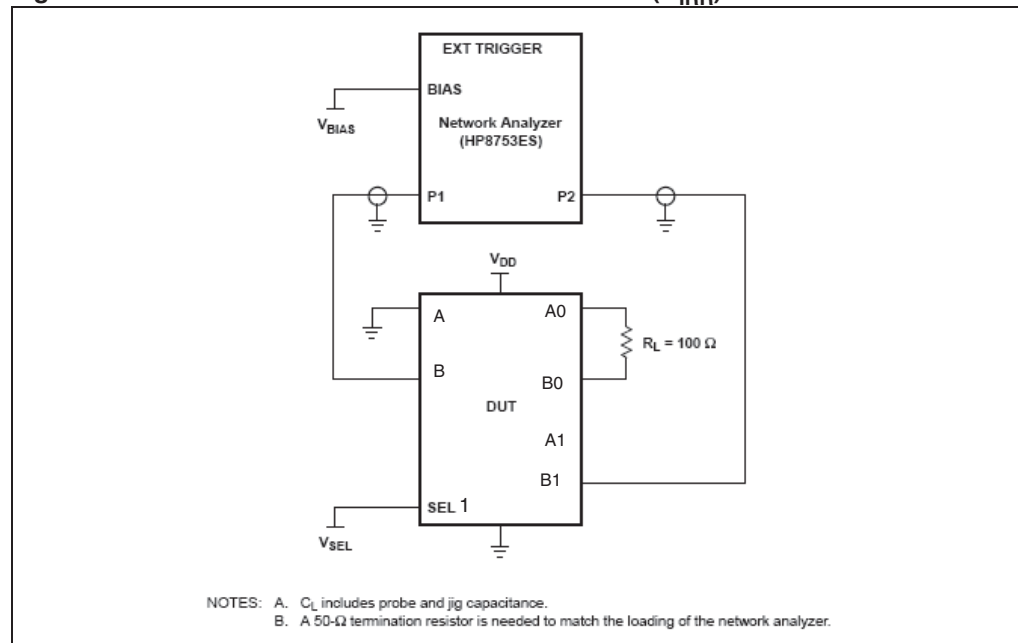 EXT TRIGGER
BIAS
VBIAS
Network Analyzer
(HP8753ES)
P1
P2
VDD
A
A0
RL = 100 Ω
B
B0
DUT
A1
B1
SEL 1
VSEL
NOTES: A. CL includes probe and jig capacitance.
B. A 50-Ω termination resistor is needed to match the loading of the network analyzer.